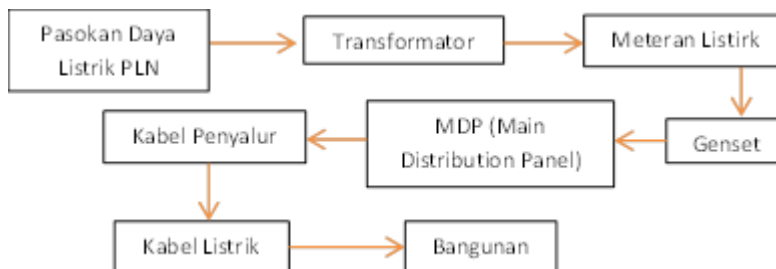 Pasokan Daya
Listrik PLN
Transformator
Meteran Listirk
Genset
MDP (Main
Distribution Panel)
Kabel Penyalur
Kabel Listrik
Bangunan